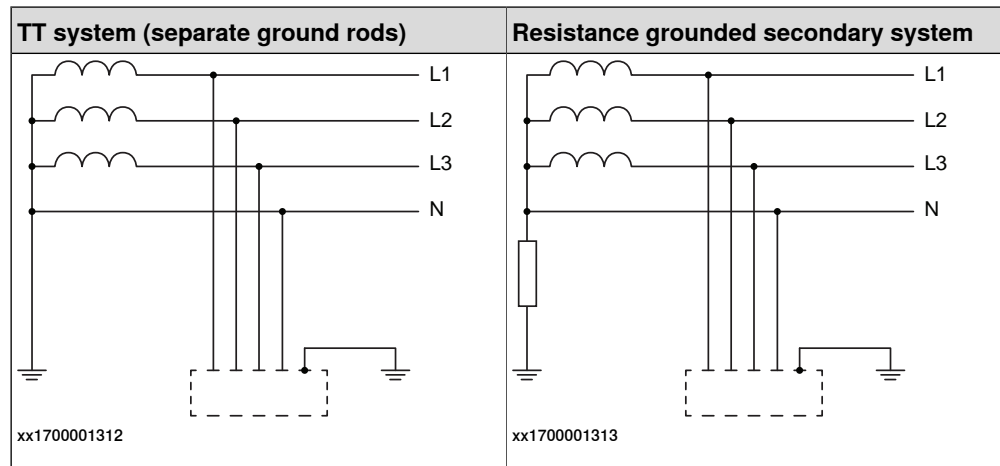 TT system (separate ground rods)
L1
L2
L3
N
xx1700001312
Resistance grounded secondary system
L1
L2
L3
N
xx1700001313